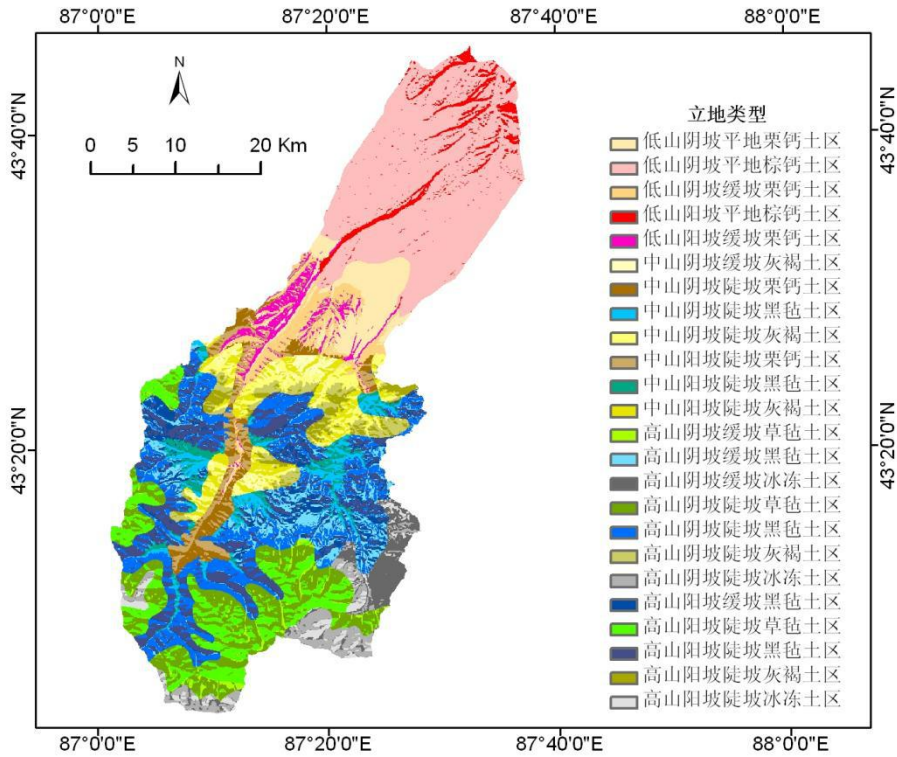 87°0'0"E 87°20'0"E 87°40'0"E 88°0'0"E
N
0 5 10 20 Km
43°40'0"N
43°20'0"N
43°40'0"N
43°20'0"N
立地类型
低山阴坡平地栗钙土区
低山阴坡平地棕钙土区
低山阴坡缓坡栗钙土区
低山阳坡平地棕钙土区
低山阳坡缓坡栗钙土区
中山阴坡缓坡灰褐土区
中山阴坡陡坡栗钙土区
中山阴坡陡坡黑毡土区
中山阴坡陡坡灰褐土区
中山阳坡陡坡栗钙土区
中山阳坡陡坡黑毡土区
中山阳坡陡坡灰褐土区
高山阴坡缓坡草毡土区
高山阴坡缓坡黑毡土区
高山阴坡缓坡冰冻土区
高山阴坡陡坡草毡土区
高山阴坡陡坡黑毡土区
高山阴坡陡坡灰褐土区
高山阴坡陡坡冰冻土区
高山阳坡缓坡黑毡土区
高山阳坡陡坡草毡土区
高山阳坡陡坡黑毡土区
高山阳坡陡坡灰褐土区
高山阳坡陡坡冰冻土区
87°0'0"E 87°20'0"E 87°40'0"E 88°0'0"E